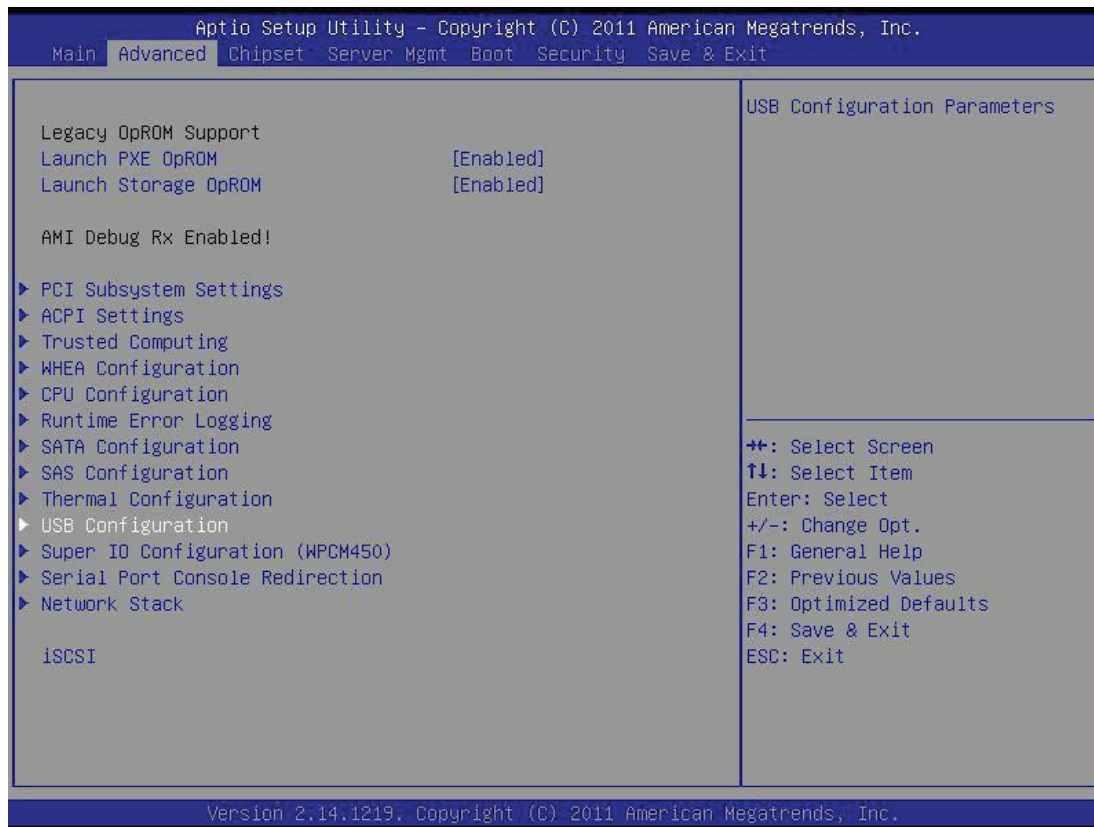 Aptio Setup Utility – Copyright (C) 2011 American Megatrends, Inc.
Main Advanced Chipset Server Mgmt Boot Security Save & Exit
Legacy OpROM Support
Launch PXE OpROM [Enabled]
Launch Storage OpROM [Enabled]
AMI Debug Rx Enabled!
PCI Subsystem Settings
ACPI Settings
Trusted Computing
WHEA Configuration
CPU Configuration
Runtime Error Logging
SATA Configuration
SAS Configuration
Thermal Configuration
USB Configuration
Super IO Configuration (WPCM450)
Serial Port Console Redirection
Network Stack
iSCSI
USB Configuration Parameters
→←: Select Screen
↑↓: Select Item
Enter: Select
+/-: Change Opt.
F1: General Help
F2: Previous Values
F3: Optimized Defaults
F4: Save & Exit
ESC: Exit
Version 2.14.1219. Copyright (C) 2011 American Megatrends, Inc.